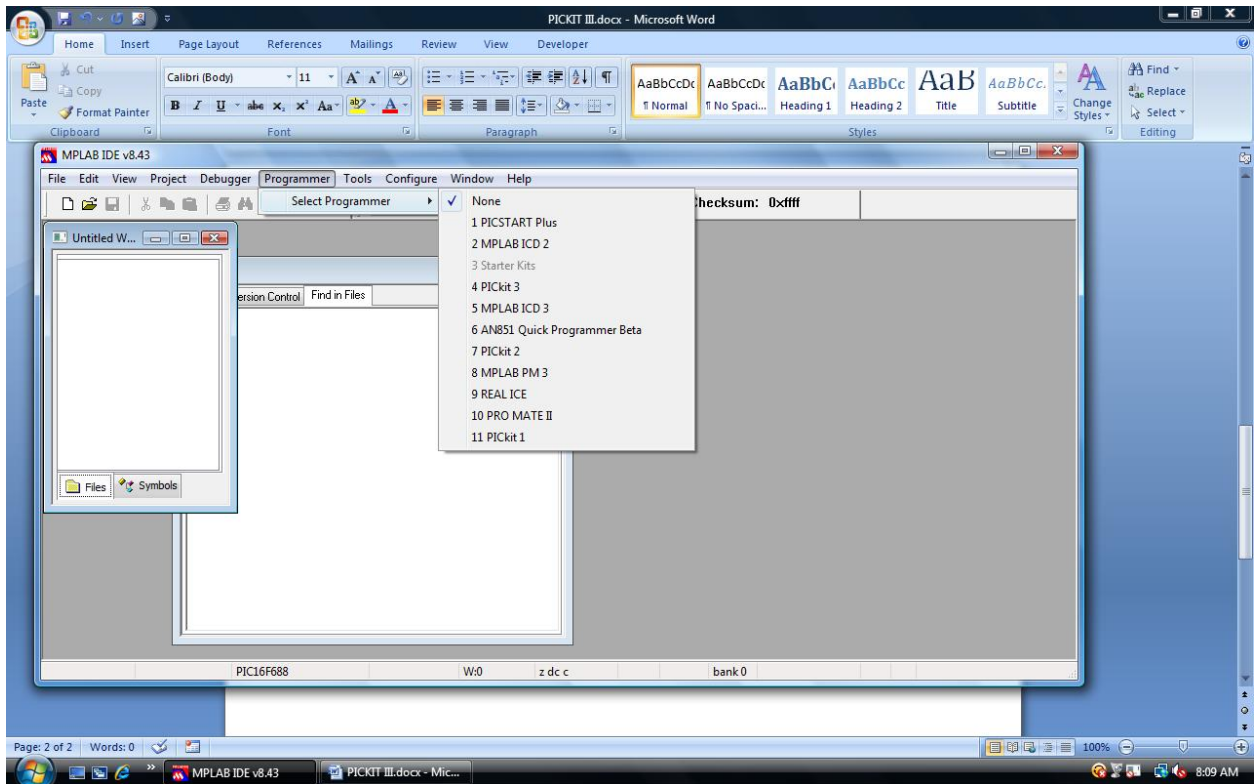 PICKIT III.docx - Microsoft Word
Home Insert Page Layout References Mailings Review View Developer
Cut
Copy
Format Painter
Paste
Clipboard
Calibri (Body) 11
B I U abc x₂ x² Aa
Font
Paragraph
AaBbCcDc AaBbCcDc AaBbC AaBbCc AaB AaBbCc.
¶ Normal ¶ No Spaci... Heading 1 Heading 2 Title Subtitle
Change Styles
Styles
Find
Replace
Select
Editing
MPLAB IDE v8.43
File Edit View Project Debugger Programmer Tools Configure Window Help
Select Programmer
None
1 PICSTART Plus
2 MPLAB ICD 2
3 Starter Kits
4 PICkit 3
5 MPLAB ICD 3
6 AN851 Quick Programmer Beta
7 PICkit 2
8 MPLAB PM 3
9 REAL ICE
10 PRO MATE II
11 PICkit 1
hecksum: 0xffff
Untitled W...
ersion Control Find in Files
Files Symbols
PIC16F688 W:0 z dc c bank 0
Page: 2 of 2 Words: 0 100%
MPLAB IDE v8.43 PICKIT III.docx - Mic... 8:09 AM